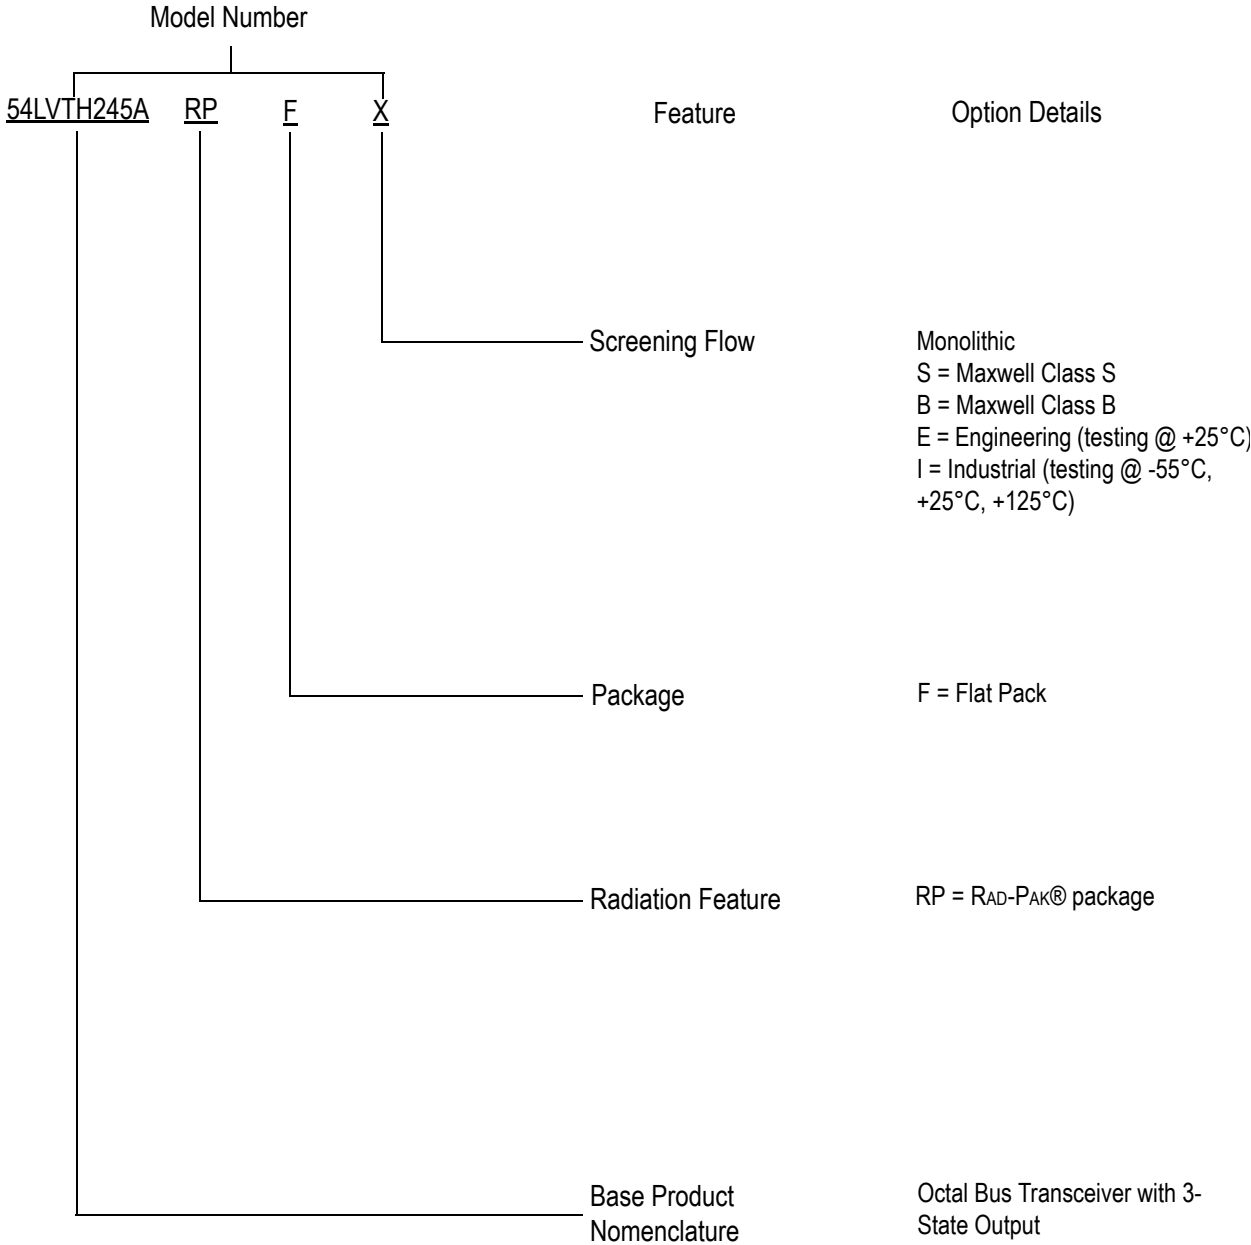 Model Number
54LVTH245A RP F X Feature Option Details
Screening Flow
Monolithic
S = Maxwell Class S
B = Maxwell Class B
E = Engineering (testing @ +25°C)
I = Industrial (testing @ -55°C,
+25°C, +125°C)
Package
F = Flat Pack
Radiation Feature
RP = RAD-PAK® package
Base Product
Nomenclature
Octal Bus Transceiver with 3-
State Output